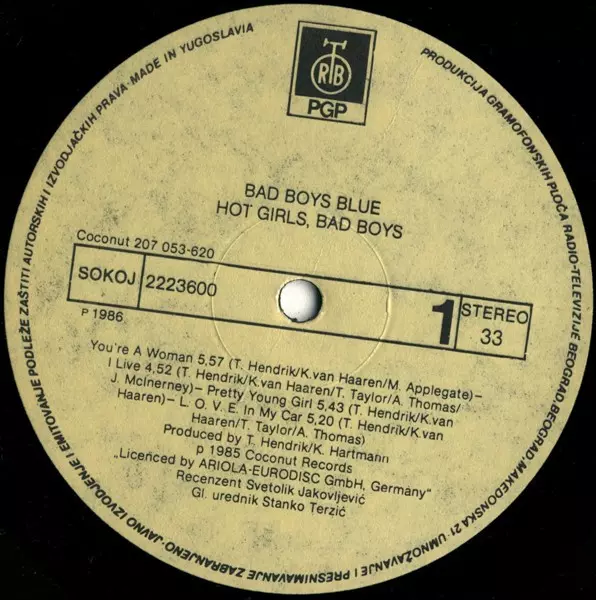 RTB
PGP
BAD BOYS BLUE
HOT GIRLS, BAD BOYS
Coconut 207 053-620
SOKOJ 2223600 1 STEREO 33
P 1986
You're A Woman 5,57 (T. Hendrik/K.van Haaren/M. Applegate)–
I Live 4,52 (T. Hendrik/K.van Haaren/T. Taylor/A. Thomas/
J. McInerney)– Pretty Young Girl 5,43 (T. Hendrik/K.van
Haaren)– L. O. V. E. In My Car 5,20 (T. Hendrik/K.van
Haaren/T. Taylor/A. Thomas)
Produced by T. Hendrik/K. Hartmann
p 1985 Coconut Records
„Licenced by ARIOLA-EURODISC GmbH, Germany“
Recenzent Svetolik Jakovljević
Gl. urednik Stanko Terzić
PRODUKCIJA GRAMOFONSKIH PLOČA RADIO-TELEVIZIJE BEOGRAD, BEOGRAD, MAKEDONSKA 21 · UMNOŽAVANJE I PRESNIMAVANJE ZABRANJENO · JAVNO IZVODJENJE I EMITOVANJE PODLEŽE ZAŠTITI AUTORSKIH I IZVODJAČKIH PRAVA · MADE IN YUGOSLAVIA